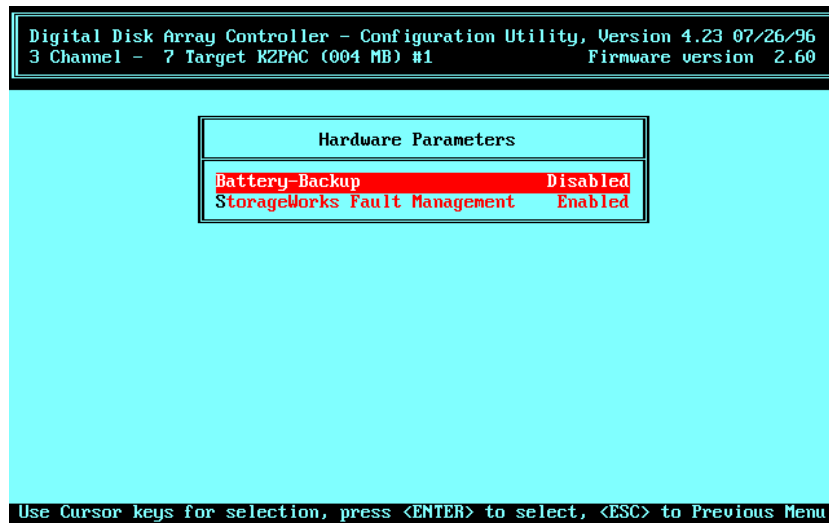 Digital Disk Array Controller – Configuration Utility, Version 4.23 07/26/96
3 Channel – 7 Target KZPAC (004 MB) #1 Firmware version 2.60
Hardware Parameters
Battery-Backup Disabled
StorageWorks Fault Management Enabled
Use Cursor keys for selection, press <ENTER> to select, <ESC> to Previous Menu